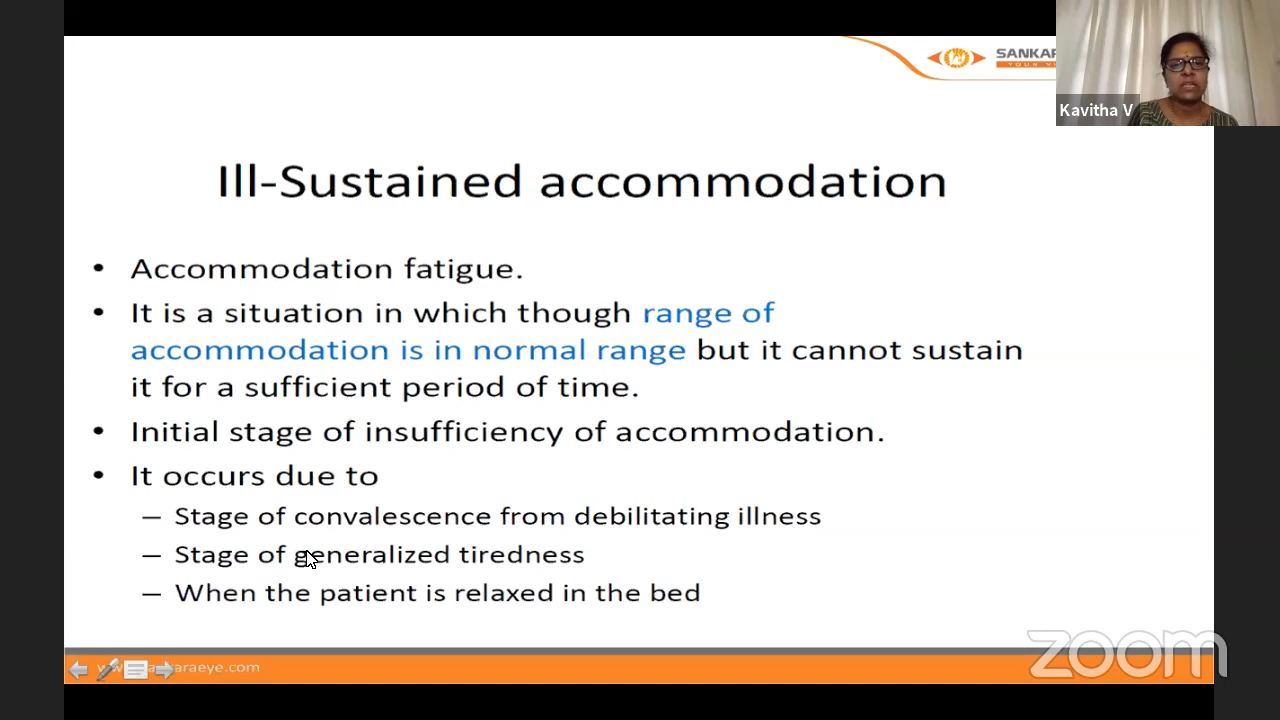 SANKAR
Kavitha V
Ill-Sustained accommodation
• Accommodation fatigue.
• It is a situation in which though range of
accommodation is in normal range but it cannot sustain
it for a sufficient period of time.
• Initial stage of insufficiency of accommodation.
• It occurs due to
— Stage of convalescence from debilitating illness
— Stage of generalized tiredness
— When the patient is relaxed in the bed
zoom